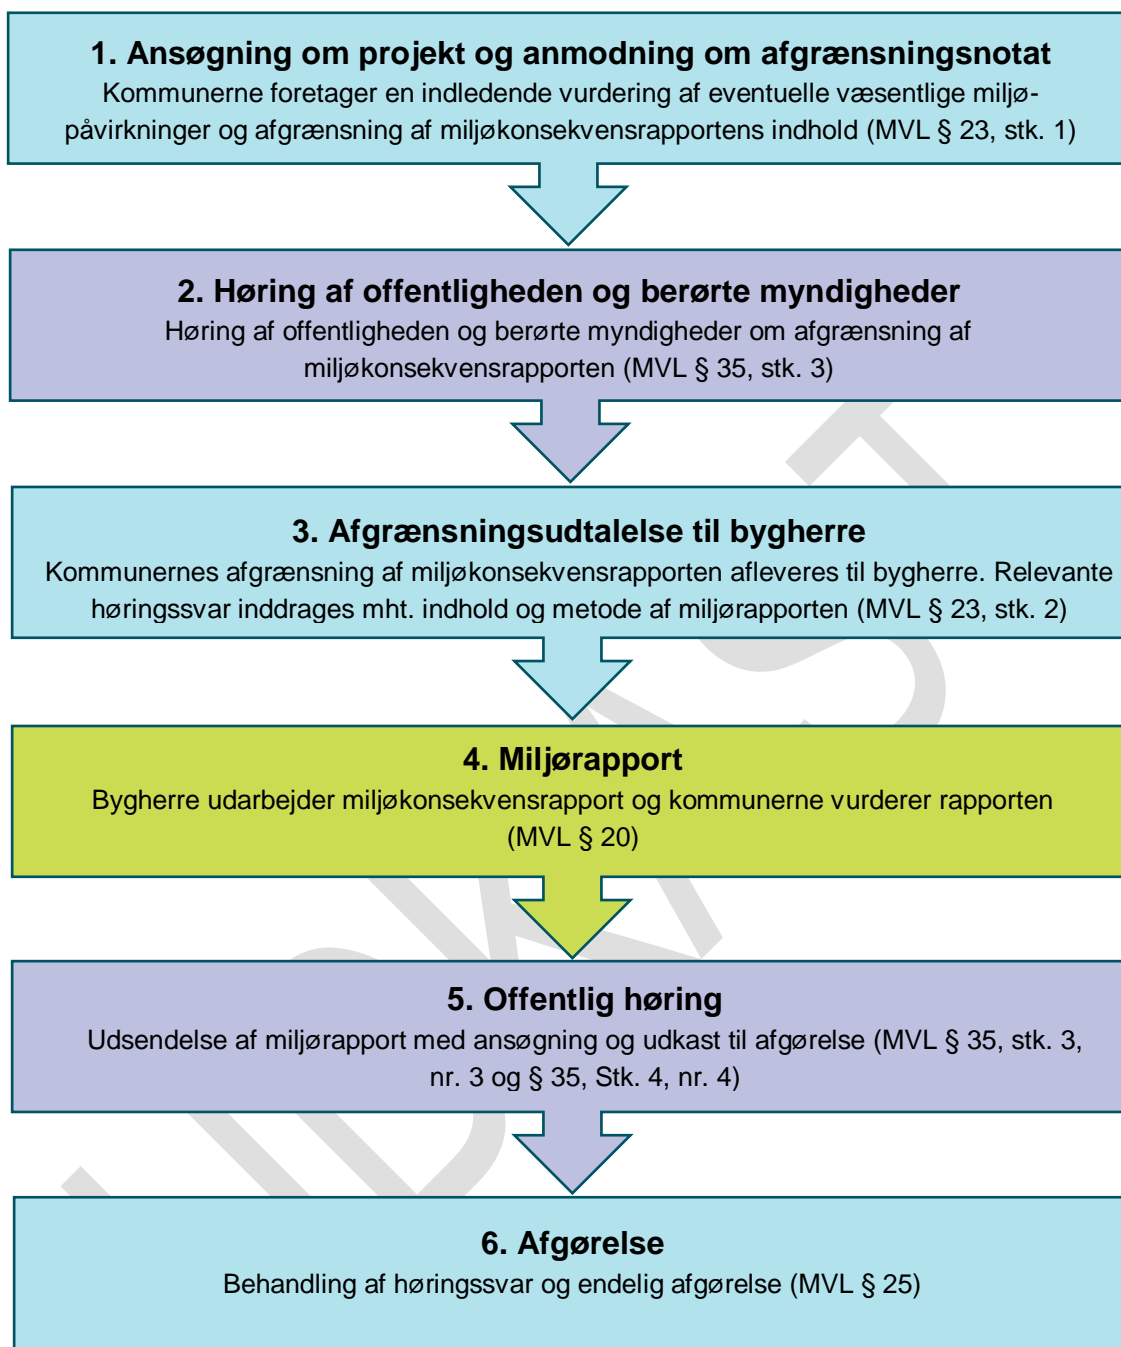 1. Ansøgning om projekt og anmodning om afgrænsningsnotat
Kommunerne foretager en indledende vurdering af eventuelle væsentlige miljø-
påvirkninger og afgrænsning af miljøkonsekvensrapportens indhold (MVL § 23, stk. 1)
2. Høring af offentligheden og berørte myndigheder
Høring af offentligheden og berørte myndigheder om afgrænsning af
miljøkonsekvensrapporten (MVL § 35, stk. 3)
3. Afgrænsningsudtalelse til bygherre
Kommunernes afgrænsning af miljøkonsekvensrapporten afleveres til bygherre. Relevante
høringssvar inddrages mht. indhold og metode af miljørapporten (MVL § 23, stk. 2)
4. Miljørapport
Bygherre udarbejder miljøkonsekvensrapport og kommunerne vurderer rapporten
(MVL § 20)
5. Offentlig høring
Udsendelse af miljørapport med ansøgning og udkast til afgørelse (MVL § 35, stk. 3,
nr. 3 og § 35, Stk. 4, nr. 4)
6. Afgørelse
Behandling af høringssvar og endelig afgørelse (MVL § 25)
UDKAST